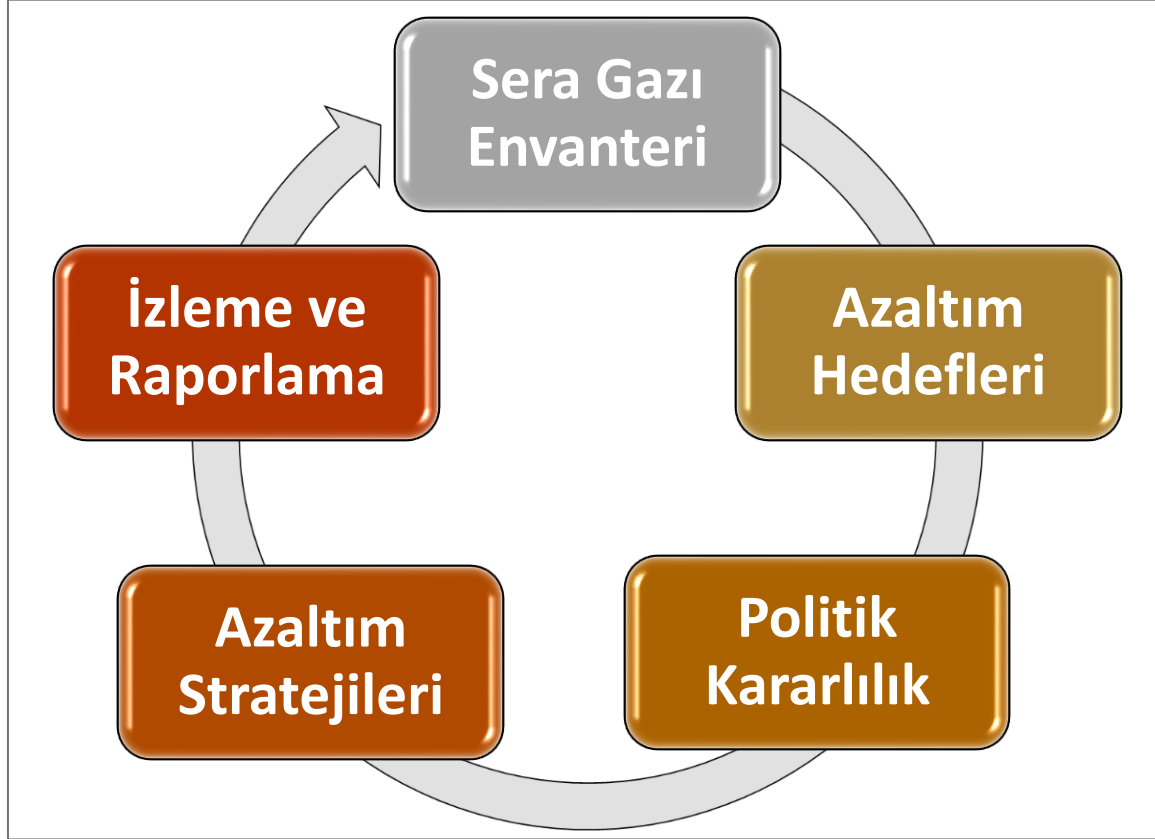 Sera Gazı
Envanteri
Azaltım
Hedefleri
Politik
Kararlılık
Azaltım
Stratejileri
İzleme ve
Raporlama